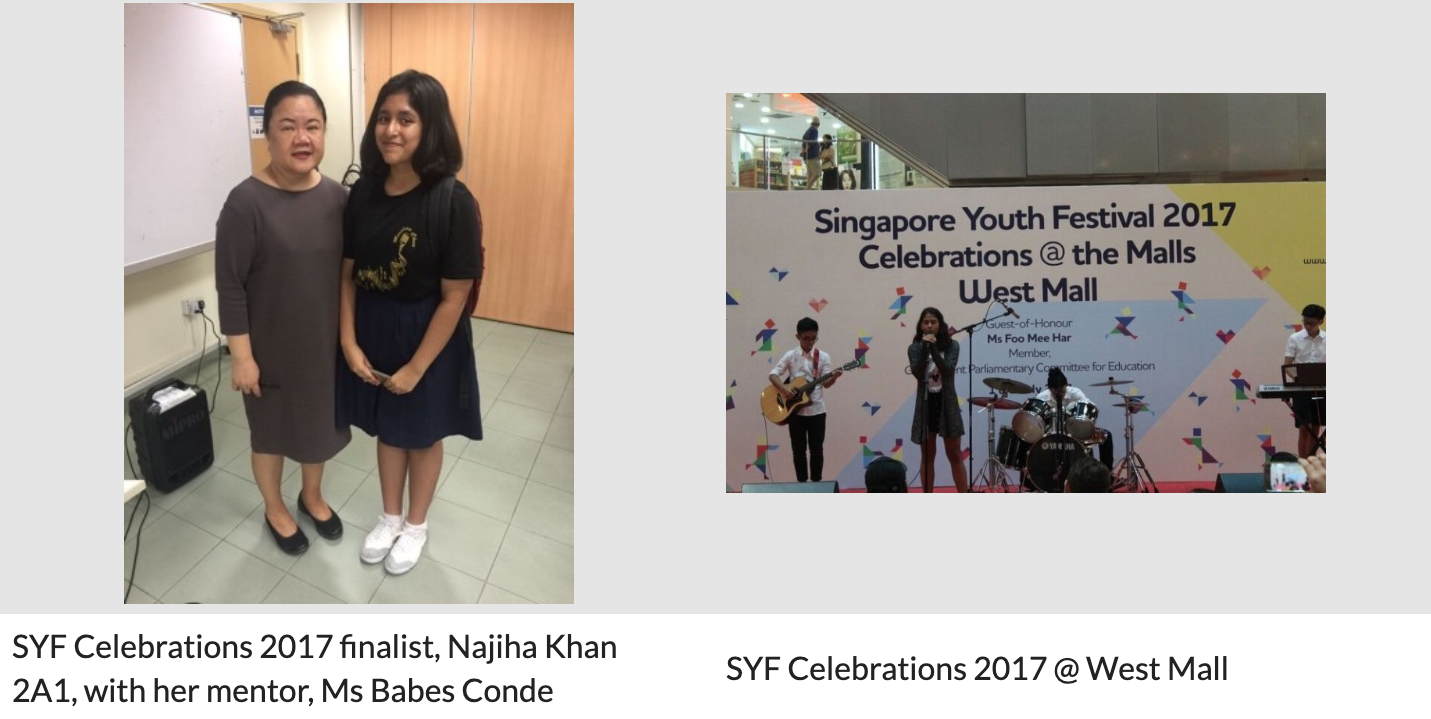 MIPRO
Singapore Youth Festival 2017
Celebrations @ the Malls
West Mall
Guest-of-Honour
Ms Foo Mee Har
Member,
Parliamentary Committee for Education
YAMAHA
SYF Celebrations 2017 finalist, Najiha Khan
2A1, with her mentor, Ms Babes Conde
SYF Celebrations 2017 @ West Mall